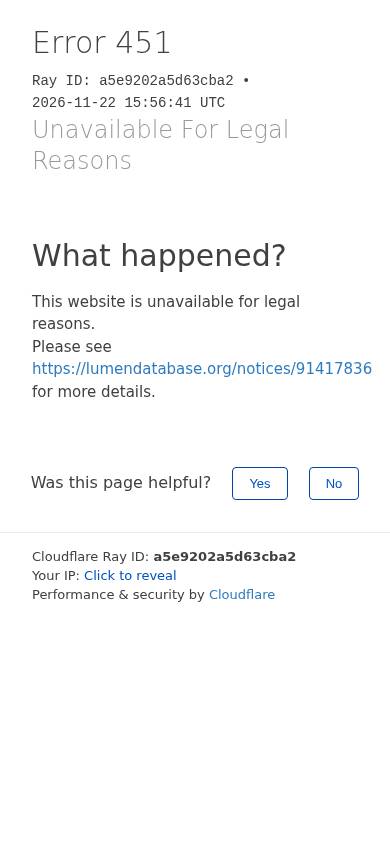 Error 451
Ray ID: a5e9202a5d63cba2 •
2026-11-22 15:56:41 UTC
Unavailable For Legal
Reasons
What happened?
This website is unavailable for legal
reasons.
Please see
https://lumendatabase.org/notices/91417836
for more details.
Was this page helpful? Yes No
Cloudflare Ray ID: a5e9202a5d63cba2
Your IP: Click to reveal
Performance & security by Cloudflare